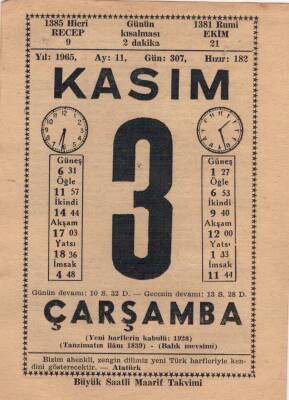 1385 Hicri
RECEP
9
Günün
kısalması
2 dakika
1381 Rumi
EKİM
21
Yıl: 1965, Ay: 11, Gün: 307, Hızır: 182
KASIM
3
Güneş
6 31
Öğle
11 57
İkindi
14 44
Akşam
17 03
Yatsı
18 36
İmsak
4 48
Güneş
1 27
Öğle
6 53
İkindi
9 40
Akşam
12 00
Yatsı
1 33
İmsak
11 44
Günün devamı: 10 S. 32 D. — Gecenin devamı: 13 S. 28 D.
ÇARŞAMBA
(Yeni harflerin kabulü: 1928)
(Tanzimatın ilânı 1839) - (Balık mevsimi)
Bizim ahenkli, zengin dilimiz yeni Türk harfleriyle ken-
dini gösterecektir. — Atatürk
Büyük Saatli Maarif Takvimi